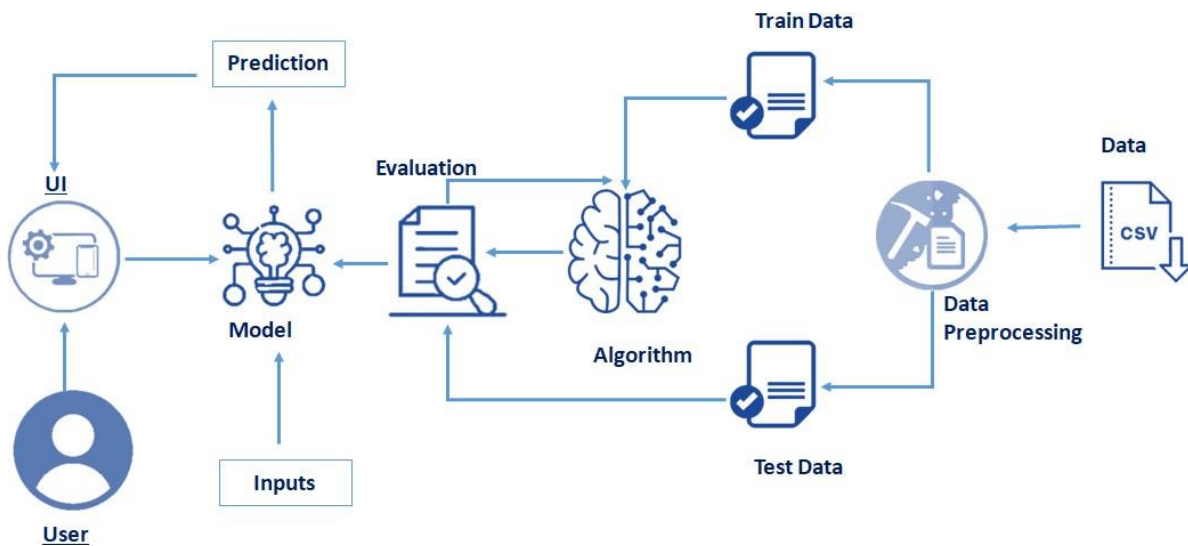 Train Data
Prediction
Data
Evaluation
UI
CSV
Model
Data
Preprocessing
Algorithm
Test Data
Inputs
User